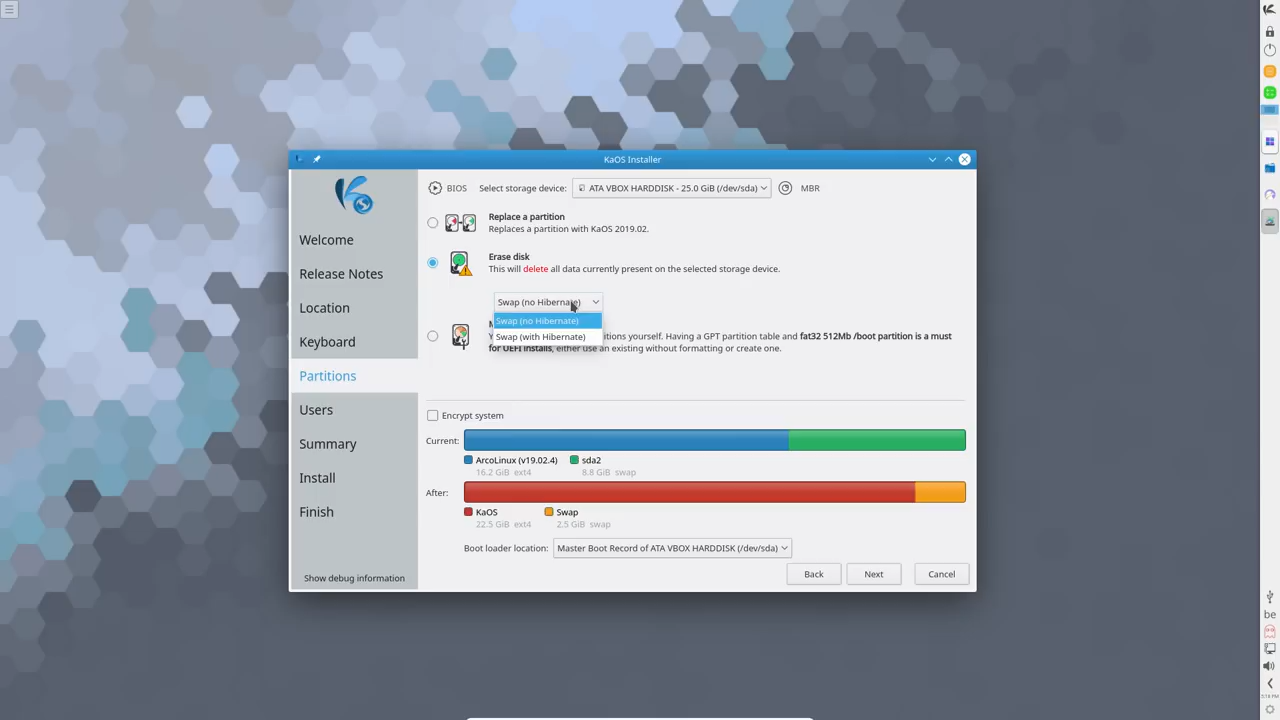 KaOS Installer
BIOS
Select storage device:
ATA VBOX HARDDISK - 25.0 GiB (/dev/sda)
MBR
Replace a partition
Replaces a partition with KaOS 2019.02.
Erase disk
This will delete all data currently present on the selected storage device.
Swap (no Hibernate)
Swap (no Hibernate)
Swap (with Hibernate)
itions yourself. Having a GPT partition table and fat32 512Mb /boot partition is a must
for UEFI installs, either use an existing without formatting or create one.
Welcome
Release Notes
Location
Keyboard
Partitions
Users
Summary
Install
Finish
Show debug information
Encrypt system
Current:
ArcoLinux (v19.02.4)
16.2 GiB ext4
sda2
8.8 GiB swap
After:
KaOS
22.5 GiB ext4
Swap
2.5 GiB swap
Boot loader location:
Master Boot Record of ATA VBOX HARDDISK (/dev/sda)
Back
Next
Cancel
be
5:18 PM